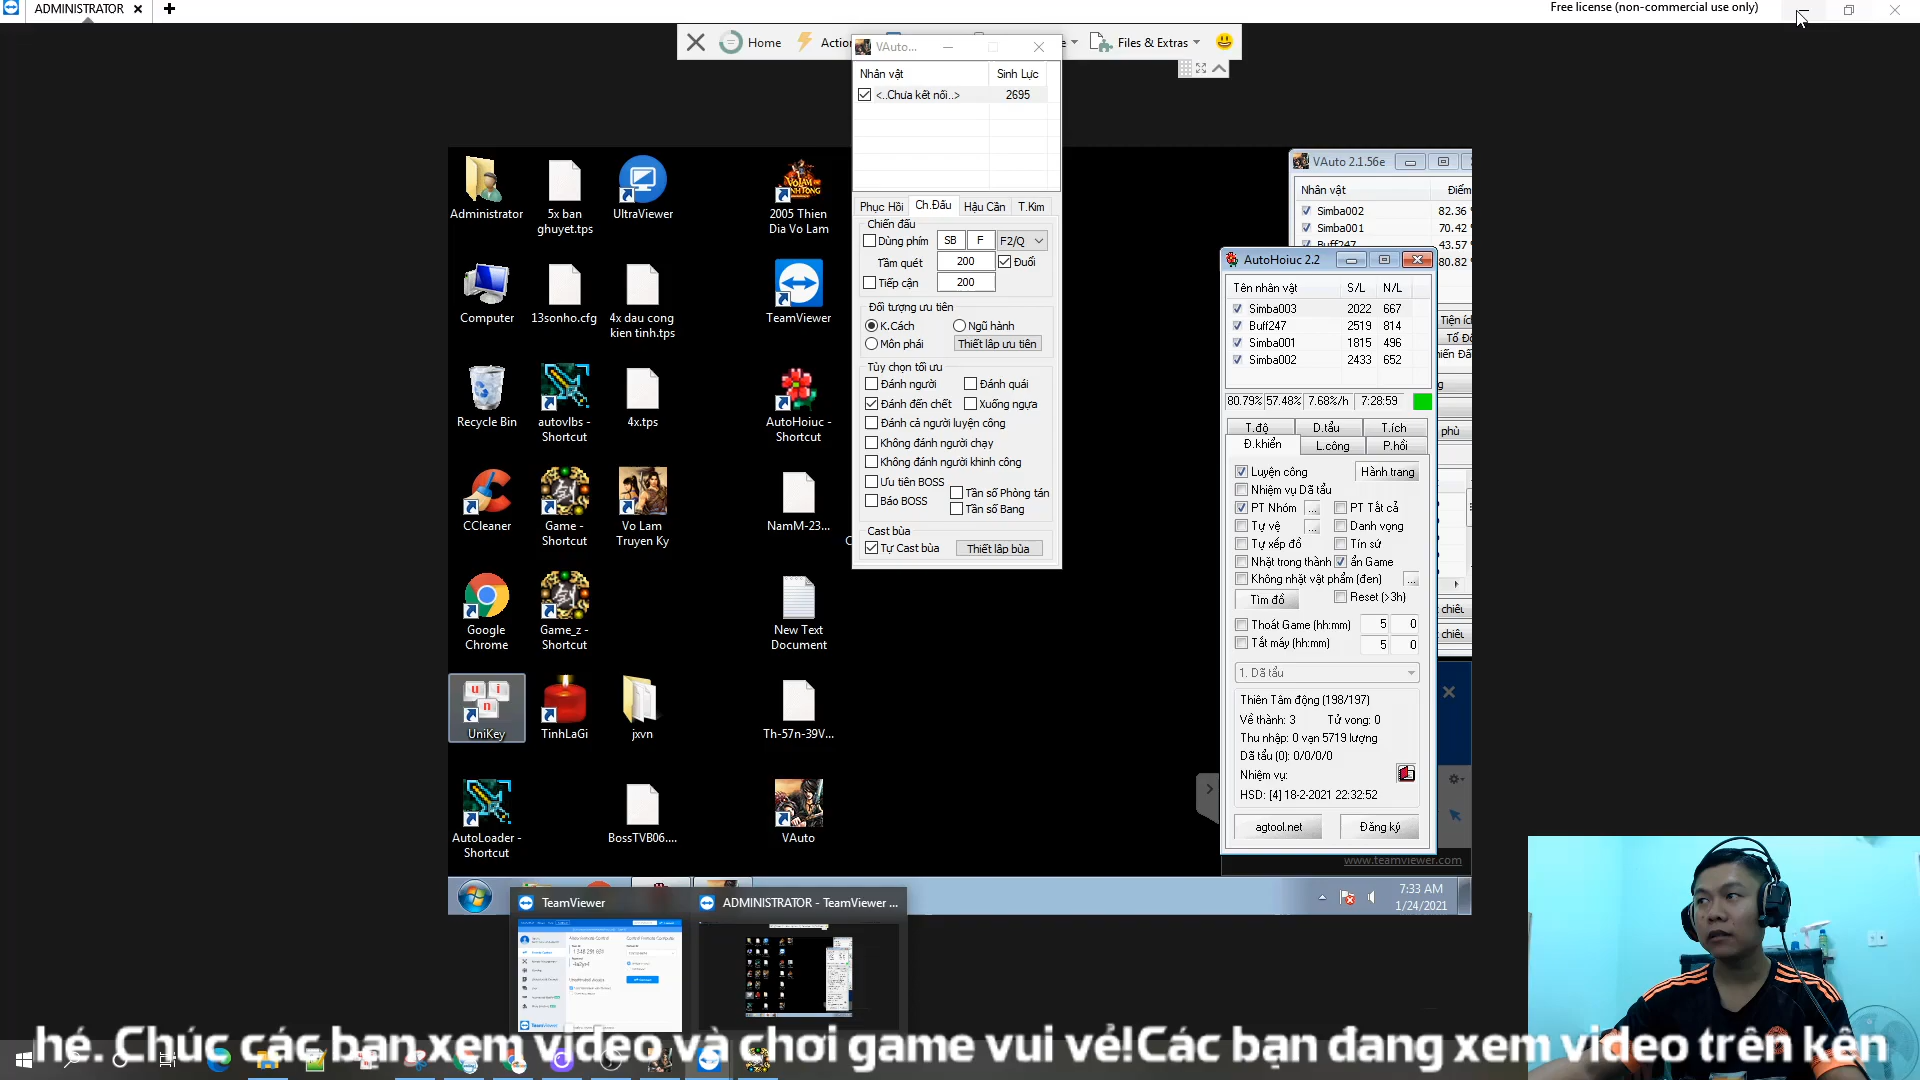 ADMINISTRATOR
Free license (non-commercial use only)
Home
Files & Extras
VAuto...
Nhân vật Sinh Lực
<..Chưa kết nối..> 2695
Phục Hồi Ch.Đấu Hậu Cần T.Kim
Chiến đấu
Dùng phím SB F F2/Q
Tầm quét 200 Đuổi
Tiếp cận 200
Đối tượng ưu tiên
K.Cách Ngũ hành
Môn phái Thiết lập ưu tiên
Tùy chọn tối ưu
Đánh người Đánh quái
Đánh đến chết Xuống ngựa
Đánh cả người luyện công
Không đánh người chạy
Không đánh người khinh công
Ưu tiên BOSS
Tần số Phòng tán
Báo BOSS
Tần số Bang
Cast bùa
Tự Cast bùa Thiết lập bùa
Administrator
5x ban ghuyet.tps
UltraViewer
2005 Thien Dia Vo Lam
Computer
13sonho.cfg
4x dau cong kien tinh.tps
TeamViewer
Recycle Bin
autovlbs - Shortcut
4x.tps
AutoHoiuc - Shortcut
CCleaner
Game - Shortcut
Vo Lam Truyen Ky
NamM-23...
Google Chrome
Game_z - Shortcut
New Text Document
UniKey
TinhLaGi
jxvn
Th-57n-39V...
AutoLoader - Shortcut
BossTVB06....
VAuto
VAuto 2.1.56e
Nhân vật
Simba002 82.36
Simba001 70.42
Buff247 43.57
80.82
AutoHoiuc 2.2
Tên nhân vật S/L N/L
Simba003 2022 667
Buff247 2519 814
Simba001 1815 496
Simba002 2433 652
80.79% 57.48% 7.68%/h 7:28:59
T.độ D.tẩu T.ích
Đ.khiển L.công P.hồi
Luyện công Hành trang
Nhiệm vụ Dã tẩu
PT Nhóm ... PT Tất cả
Tự vệ ... Danh vọng
Tự xếp đồ Tín sứ
Nhặt trong thành ẩn Game
Không nhặt vật phẩm (đen) ...
Tìm đồ Reset (>3h)
Thoát Game (hh:mm) 5 0
Tắt máy (hh:mm) 5 0
1. Dã tẩu
Thiên Tâm động (198/197)
Về thành: 3 Tử vong: 0
Thu nhập: 0 vạn 5719 lượng
Dã tẩu (0): 0/0/0/0
Nhiệm vụ:
HSD: [4] 18-2-2021 22:32:52
agtool.net Đăng ký
www.teamviewer.com
7:33 AM
1/24/2021
TeamViewer
ADMINISTRATOR - TeamViewer ...
hé. Chúc các bạn xem video và chơi game vui vẻ!Các bạn đang xem video trên kên